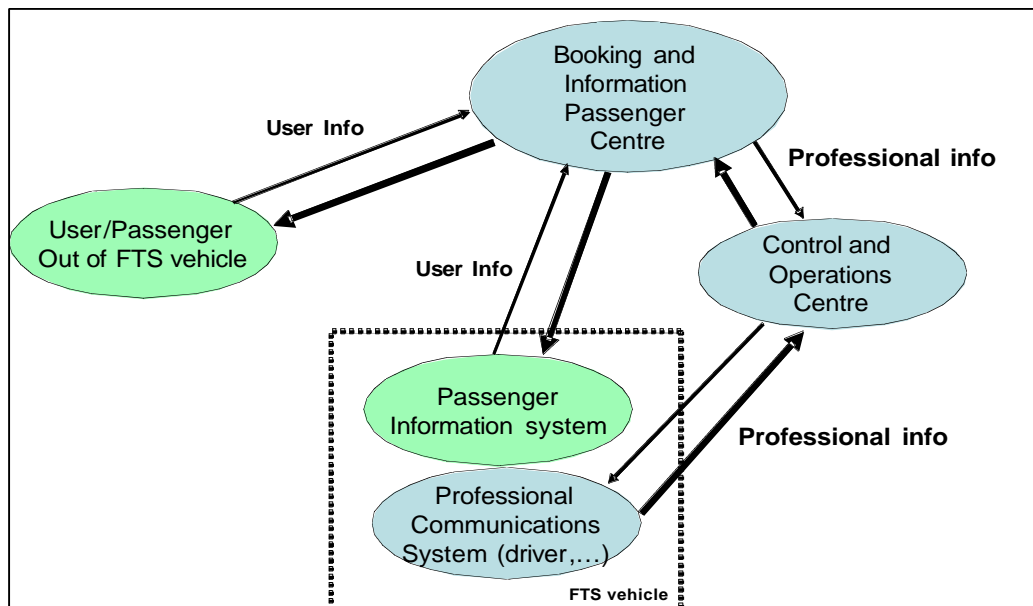 Booking and
Information
Passenger
Centre
User Info
Professional info
User/Passenger
Out of FTS vehicle
Control and
Operations
Centre
User Info
Passenger
Information system
Professional info
Professional
Communications
System (driver,…)
FTS vehicle